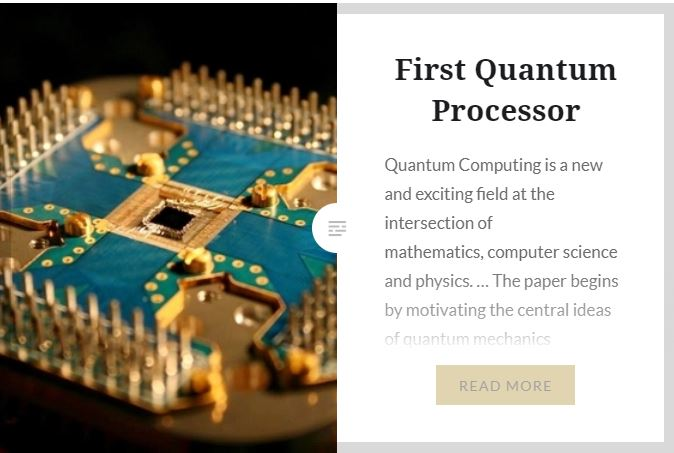 First Quantum
Processor
Quantum Computing is a new
and exciting field at the
intersection of
mathematics, computer science
and physics. ... The paper begins
by motivating the central ideas
of quantum mechanics
READ MORE